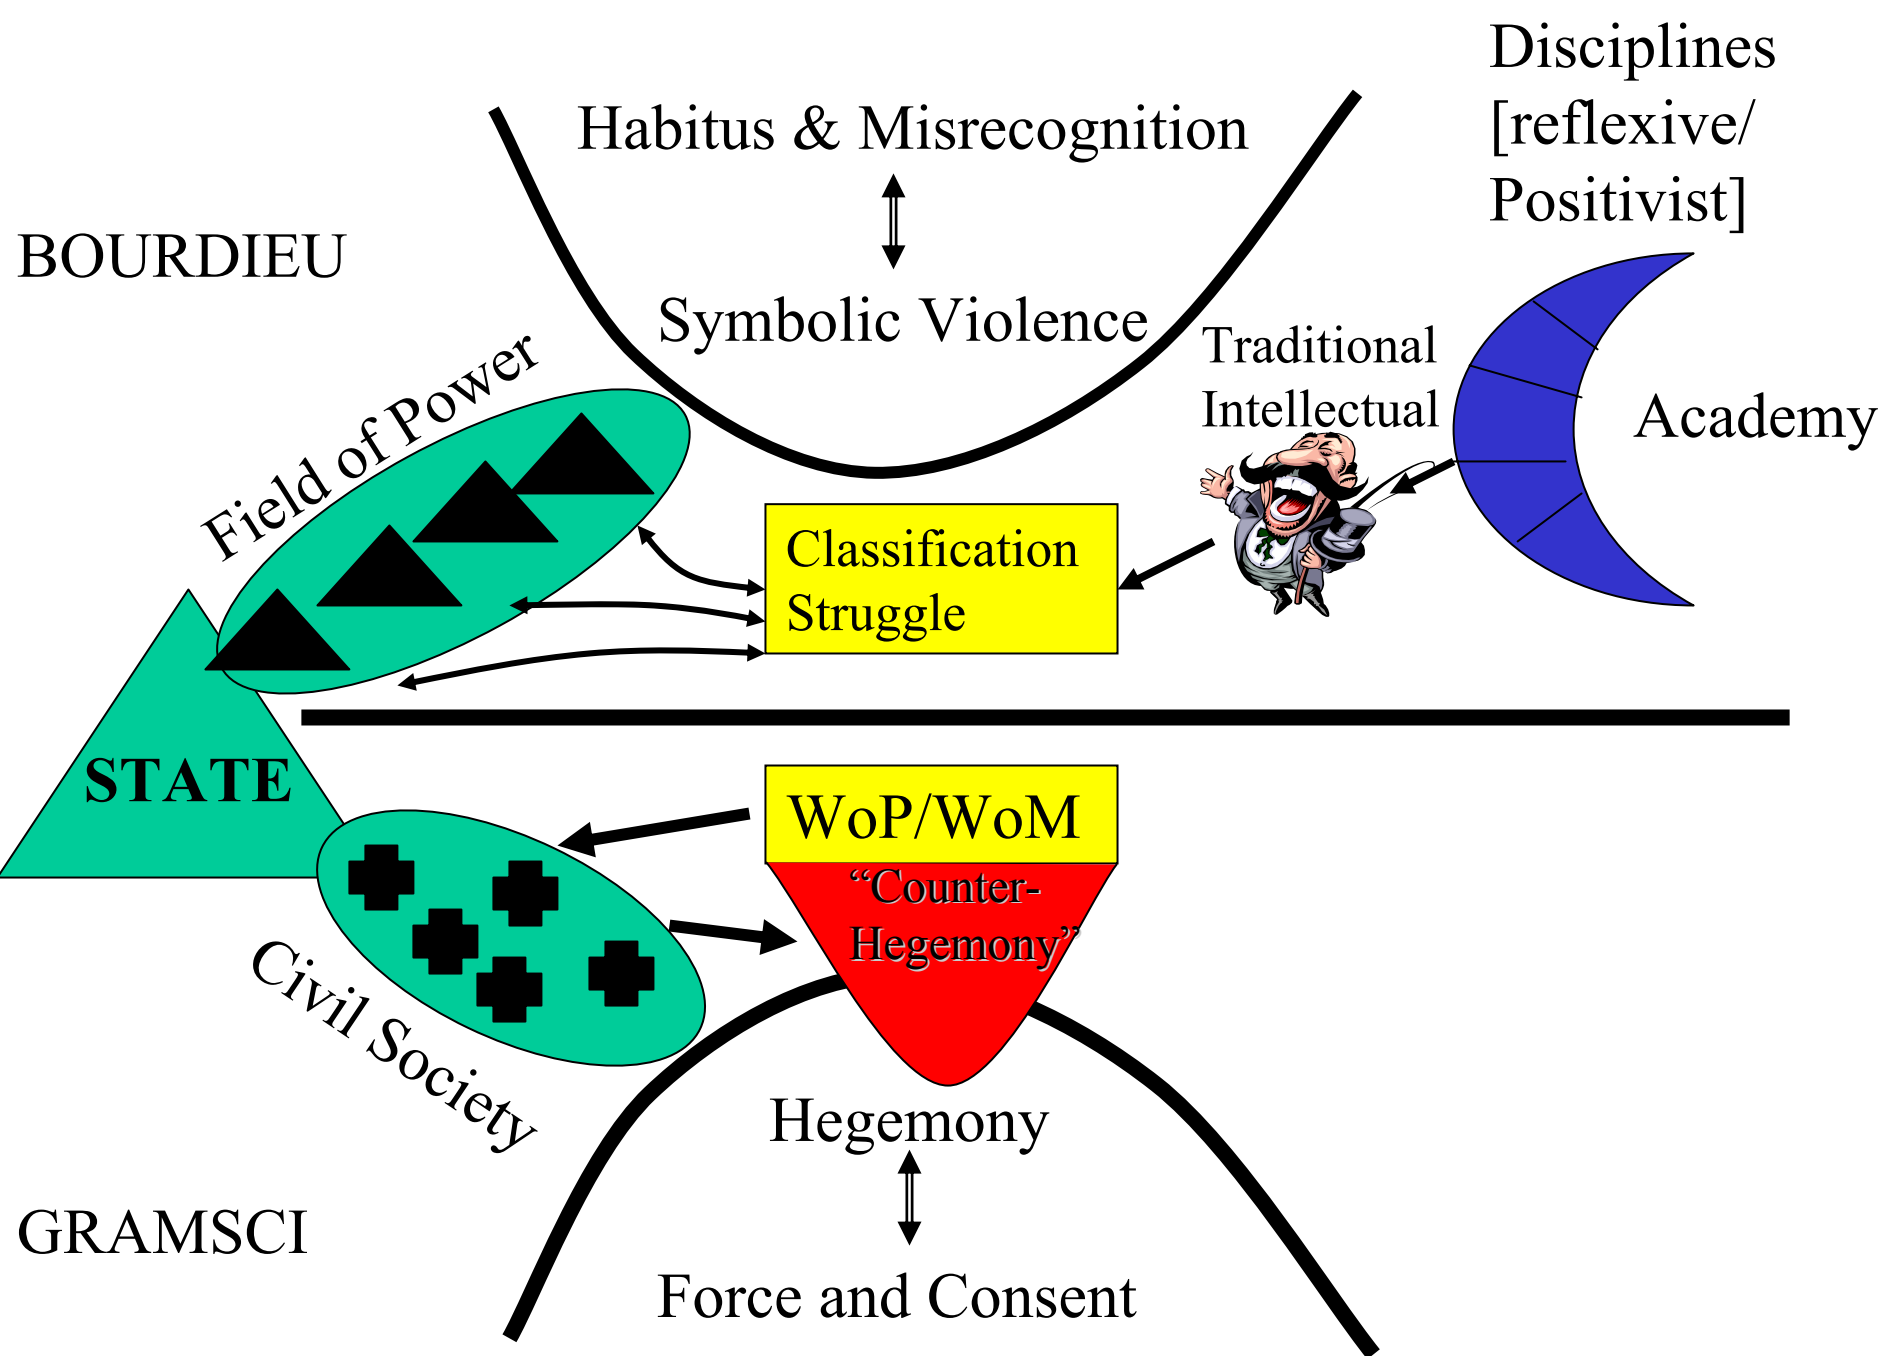 Disciplines
[reflexive/
Positivist]
Habitus & Misrecognition
BOURDIEU
Symbolic Violence
Traditional
Intellectual
Field of Power
Academy
Classification
Struggle
STATE
WoP/WoM
“Counter-
Hegemony”
Civil Society
Hegemony
GRAMSCI
Force and Consent